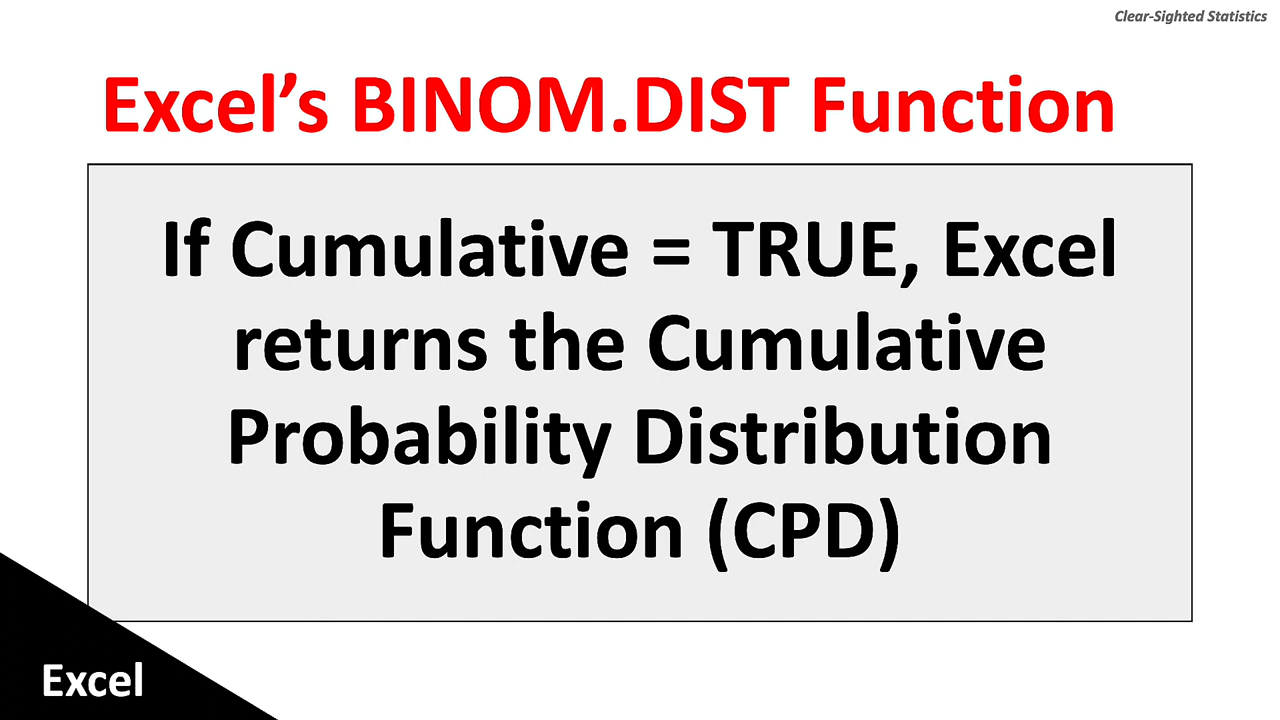 Clear-Sighted Statistics
Excel’s BINOM.DIST Function
If Cumulative = TRUE, Excel
returns the Cumulative
Probability Distribution
Function (CPD)
Excel